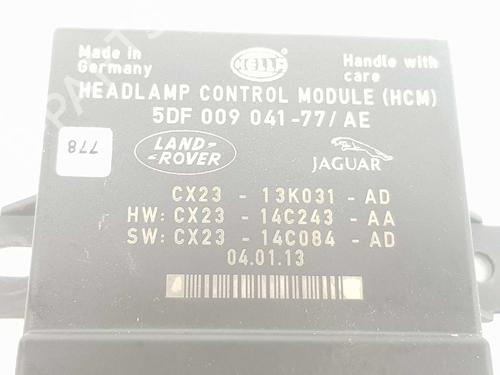 Made in
Germany
HELLA
Handle with
care
HEADLAMP CONTROL MODULE (HCM)
5DF 009 041-77/AE
778
LAND-
ROVER
JAGUAR
CX23 - 13K031 - AD
HW: CX23 - 14C243 - AA
SW: CX23 - 14C084 - AD
04.01.13